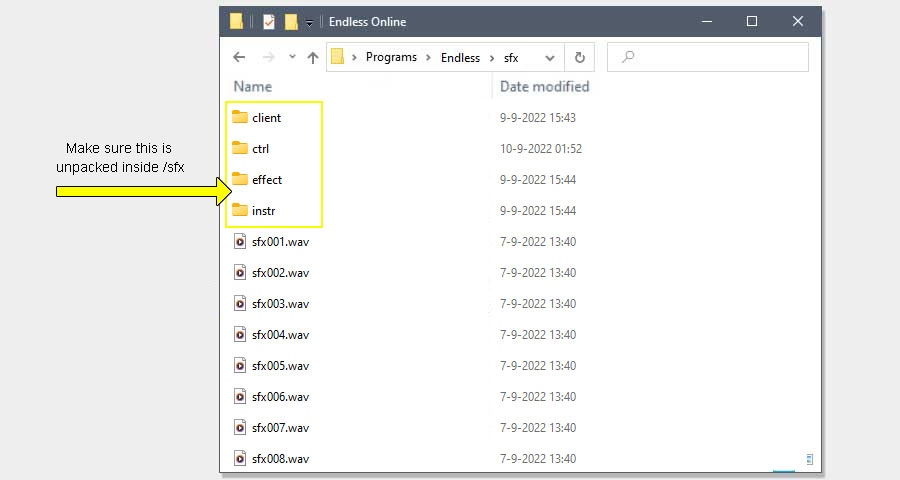 Endless Online
Programs Endless sfx
Name Date modified
client 9-9-2022 15:43
ctrl 10-9-2022 01:52
Make sure this is
unpacked inside /sfx
effect 9-9-2022 15:44
instr 9-9-2022 15:44
sfx001.wav 7-9-2022 13:40
sfx002.wav 7-9-2022 13:40
sfx003.wav 7-9-2022 13:40
sfx004.wav 7-9-2022 13:40
sfx005.wav 7-9-2022 13:40
sfx006.wav 7-9-2022 13:40
sfx007.wav 7-9-2022 13:40
sfx008.wav 7-9-2022 13:40